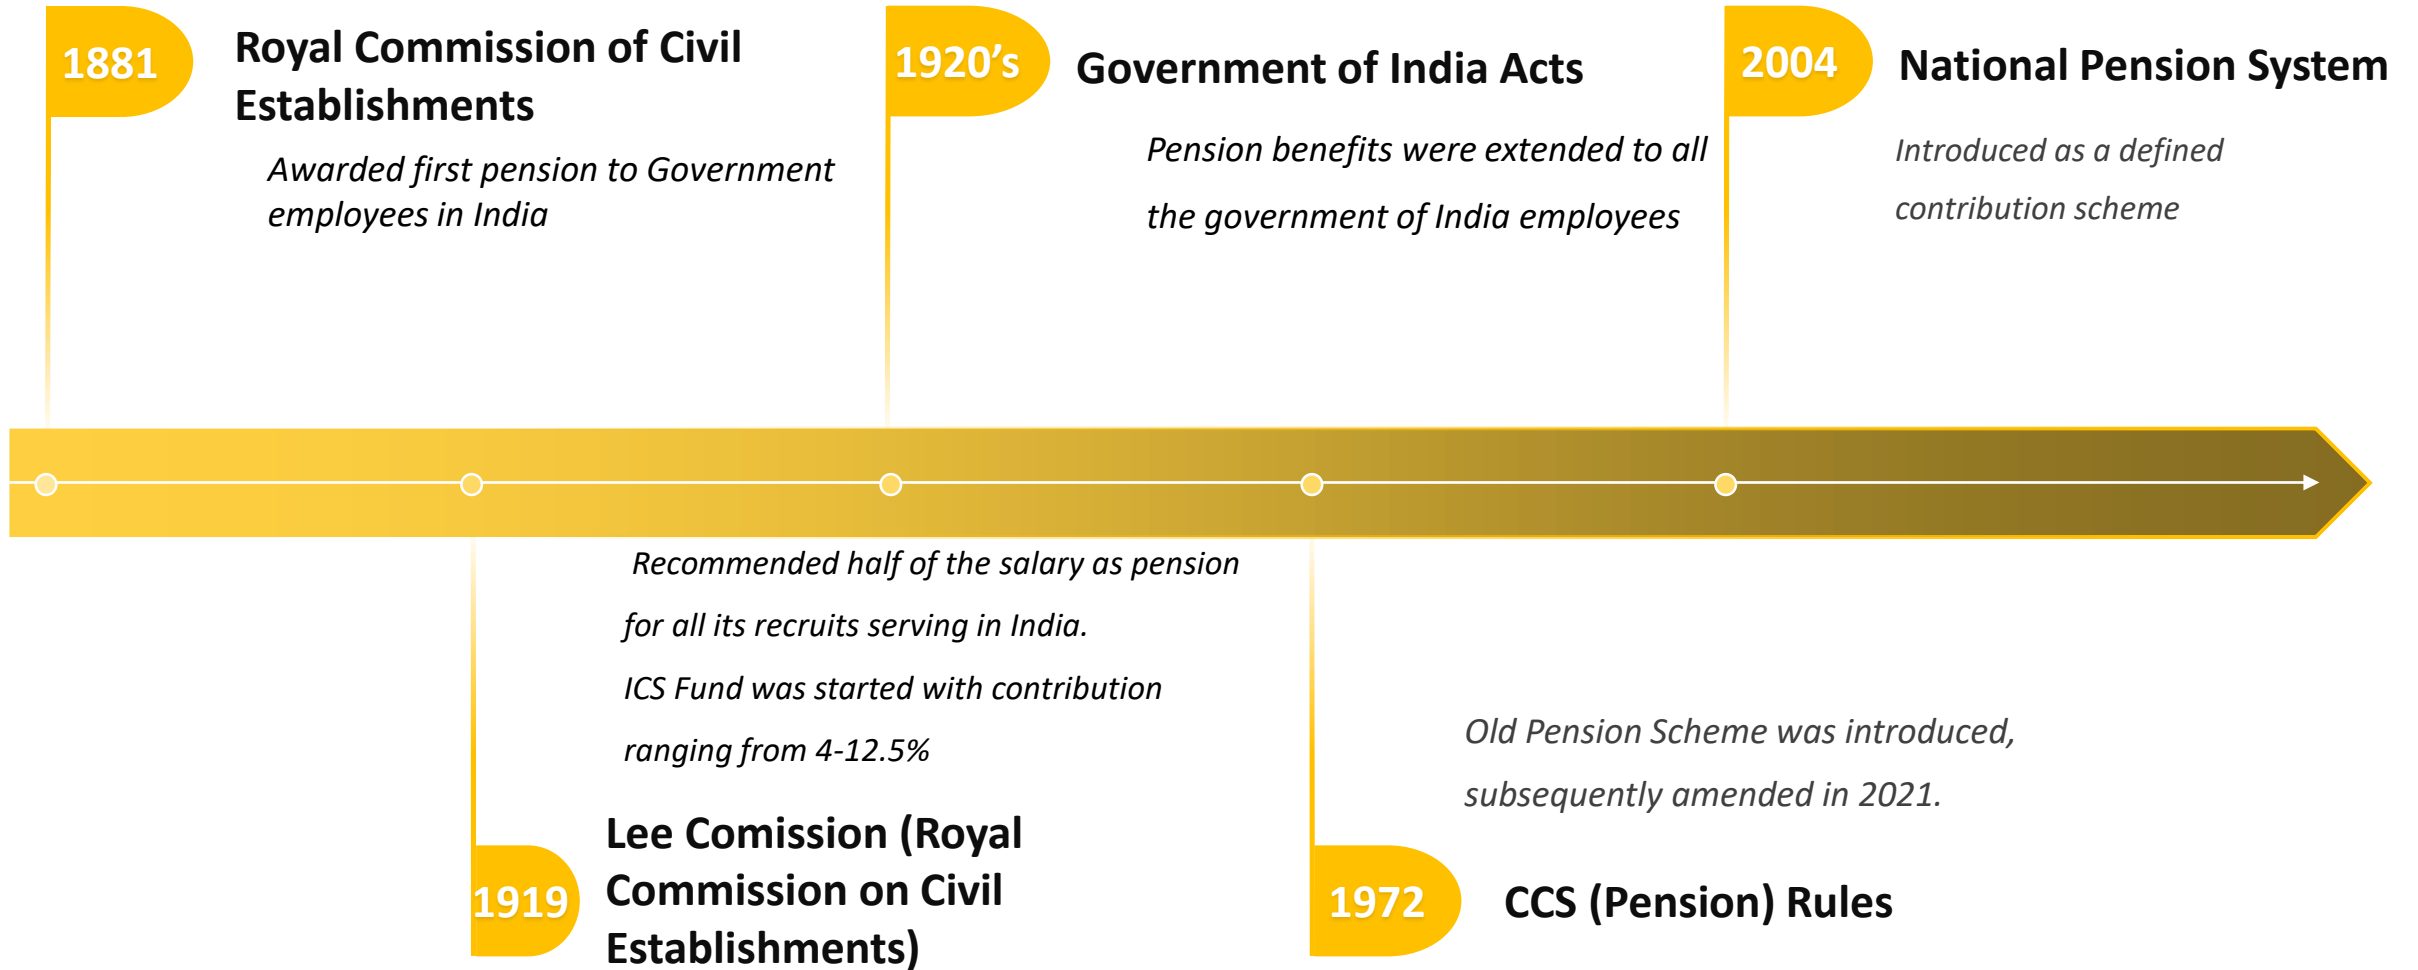 1881
Royal Commission of Civil
Establishments
Awarded first pension to Government
employees in India
1920’s
Government of India Acts
Pension benefits were extended to all
the government of India employees
2004
National Pension System
Introduced as a defined
contribution scheme
Recommended half of the salary as pension
for all its recruits serving in India.
ICS Fund was started with contribution
ranging from 4-12.5%
1919
Lee Comission (Royal
Commission on Civil
Establishments)
Old Pension Scheme was introduced,
subsequently amended in 2021.
1972
CCS (Pension) Rules